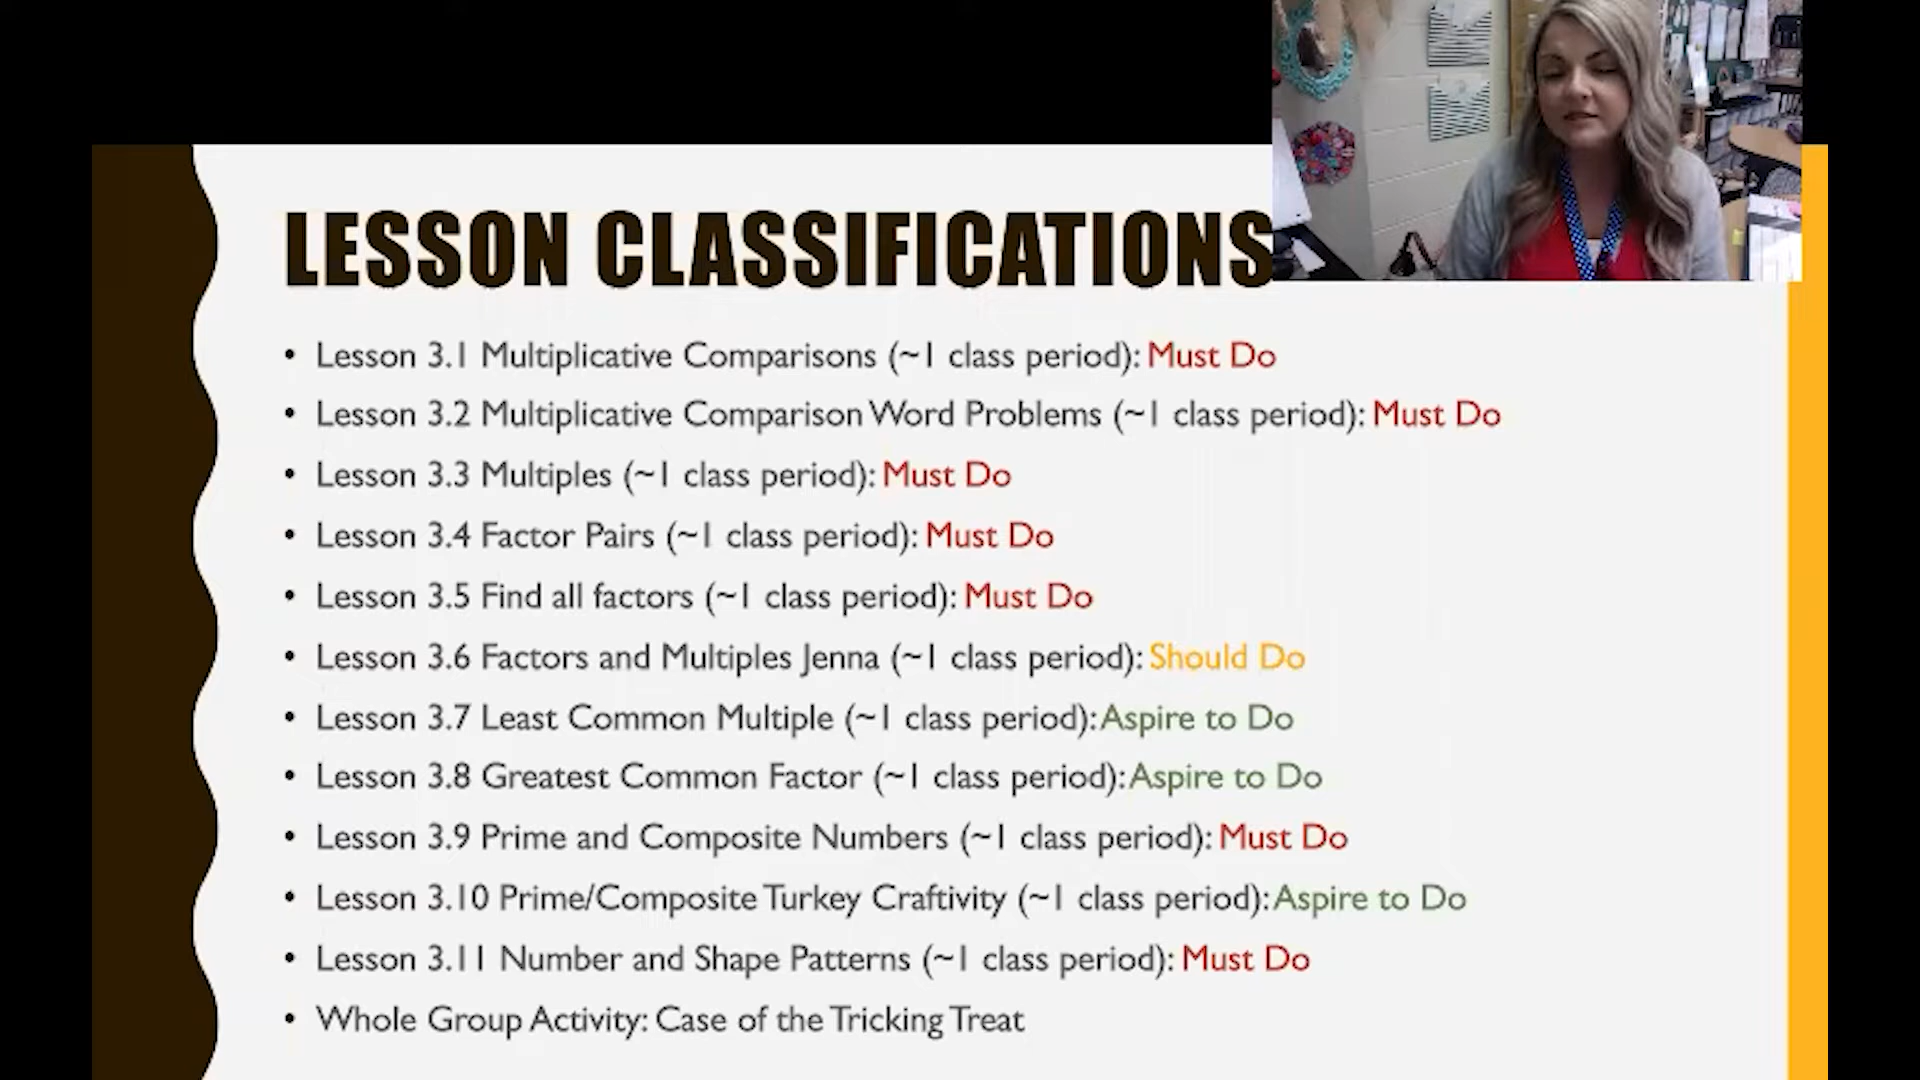 LESSON CLASSIFICATIONS
• Lesson 3.1 Multiplicative Comparisons (~1 class period): Must Do
• Lesson 3.2 Multiplicative Comparison Word Problems (~1 class period): Must Do
• Lesson 3.3 Multiples (~1 class period): Must Do
• Lesson 3.4 Factor Pairs (~1 class period): Must Do
• Lesson 3.5 Find all factors (~1 class period): Must Do
• Lesson 3.6 Factors and Multiples Jenna (~1 class period): Should Do
• Lesson 3.7 Least Common Multiple (~1 class period): Aspire to Do
• Lesson 3.8 Greatest Common Factor (~1 class period): Aspire to Do
• Lesson 3.9 Prime and Composite Numbers (~1 class period): Must Do
• Lesson 3.10 Prime/Composite Turkey Craftivity (~1 class period): Aspire to Do
• Lesson 3.11 Number and Shape Patterns (~1 class period): Must Do
• Whole Group Activity: Case of the Tricking Treat